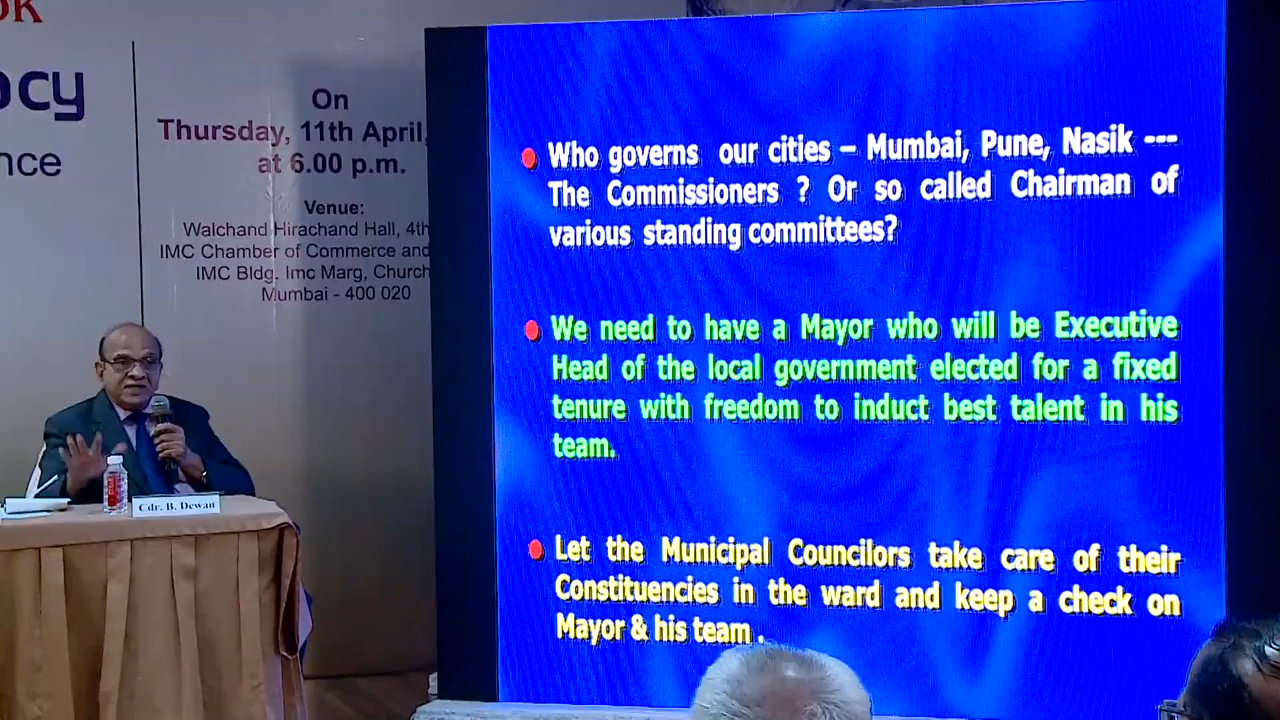 OK
ocy
nce
On
Thursday, 11th April,
at 6.00 p.m.
Venue:
Walchand Hirachand Hall, 4th
IMC Chamber of Commerce and
IMC Bldg. Imc Marg, Church
Mumbai - 400 020
Cdr. B. Dewan
Who governs our cities – Mumbai, Pune, Nasik ---
The Commissioners ? Or so called Chairman of
various standing committees?
We need to have a Mayor who will be Executive
Head of the local government elected for a fixed
tenure with freedom to induct best talent in his
team.
Let the Municipal Councilors take care of their
Constituencies in the ward and keep a check on
Mayor & his team .